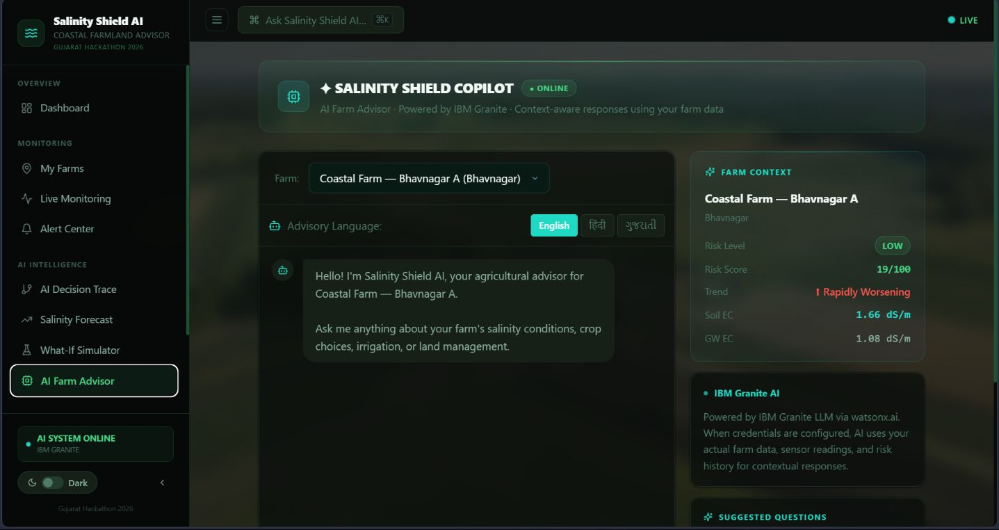 Salinity Shield AI
COASTAL FARMLAND ADVISOR
GUJARAT HACKATHON 2026
OVERVIEW
Dashboard
MONITORING
My Farms
Live Monitoring
Alert Center
AI INTELLIGENCE
AI Decision Trace
Salinity Forecast
What-If Simulator
AI Farm Advisor
AI SYSTEM ONLINE
IBM GRANITE
Dark
Gujarat Hackathon 2026
⌘ Ask Salinity Shield AI... ⌘K
LIVE
✦ SALINITY SHIELD COPILOT • ONLINE
AI Farm Advisor · Powered by IBM Granite · Context-aware responses using your farm data
Farm: Coastal Farm — Bhavnagar A (Bhavnagar)
Advisory Language: English हिंदी ગુજરાતી
Hello! I'm Salinity Shield AI, your agricultural advisor for
Coastal Farm — Bhavnagar A.
Ask me anything about your farm's salinity conditions, crop
choices, irrigation, or land management.
FARM CONTEXT
Coastal Farm — Bhavnagar A
Bhavnagar
Risk Level LOW
Risk Score 19/100
Trend ↑ Rapidly Worsening
Soil EC 1.66 dS/m
GW EC 1.08 dS/m
IBM Granite AI
Powered by IBM Granite LLM via watsonx.ai.
When credentials are configured, AI uses your
actual farm data, sensor readings, and risk
history for contextual responses.
SUGGESTED QUESTIONS